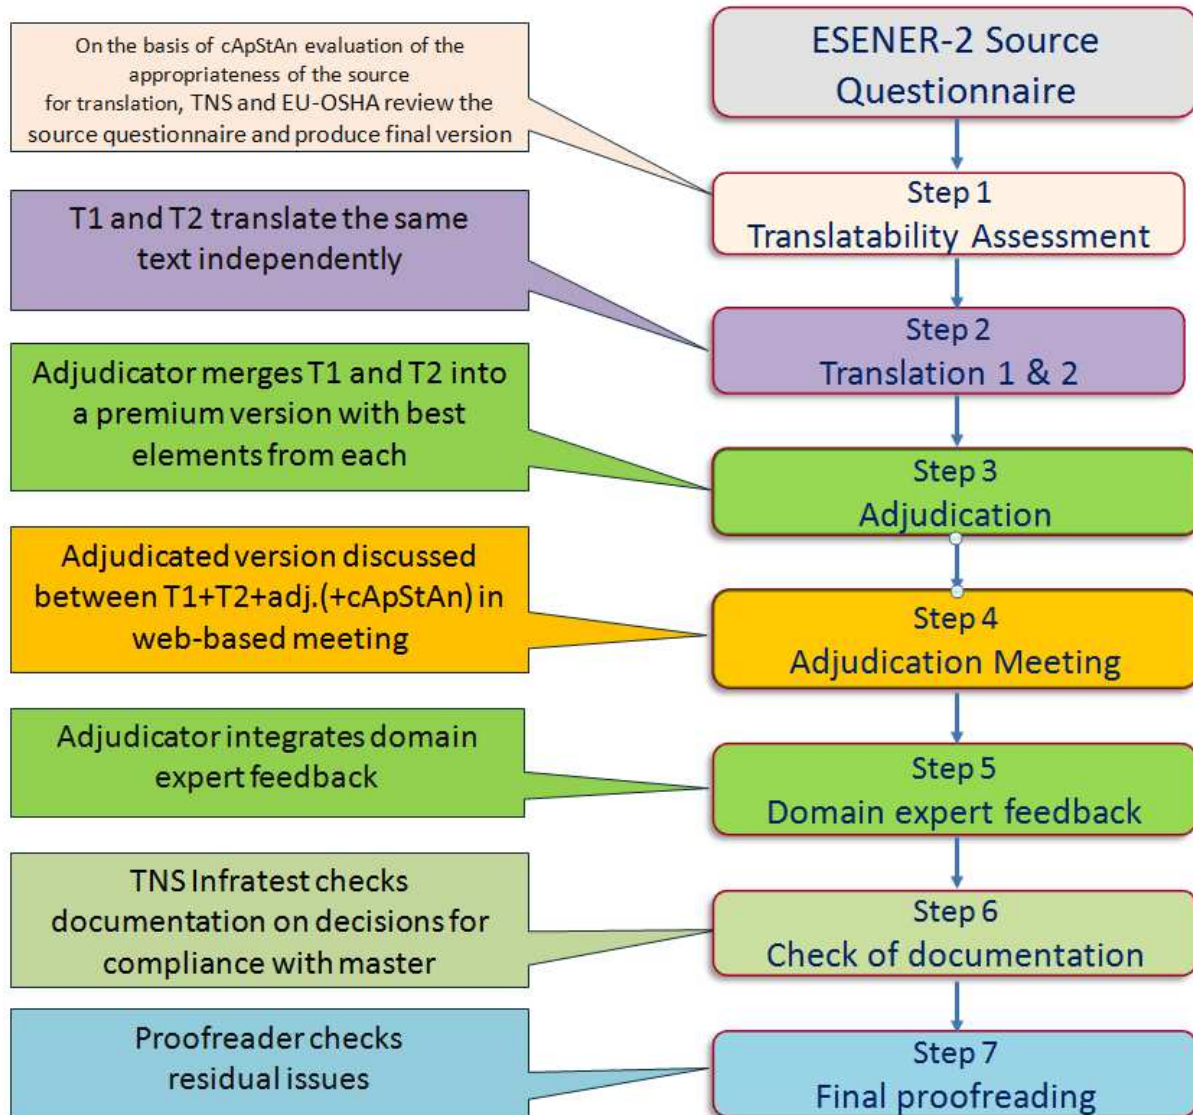 ESENER-2 Source
Questionnaire
On the basis of cApStAn evaluation of the
appropriateness of the source
for translation, TNS and EU-OSHA review the
source questionnaire and produce final version
Step 1
Translatability Assessment
T1 and T2 translate the same
text independently
Step 2
Translation 1 & 2
Adjudicator merges T1 and T2 into
a premium version with best
elements from each
Step 3
Adjudication
Adjudicated version discussed
between T1+T2+adj.(+cApStAn) in
web-based meeting
Step 4
Adjudication Meeting
Adjudicator integrates domain
expert feedback
Step 5
Domain expert feedback
TNS Infratest checks
documentation on decisions for
compliance with master
Step 6
Check of documentation
Proofreader checks
residual issues
Step 7
Final proofreading